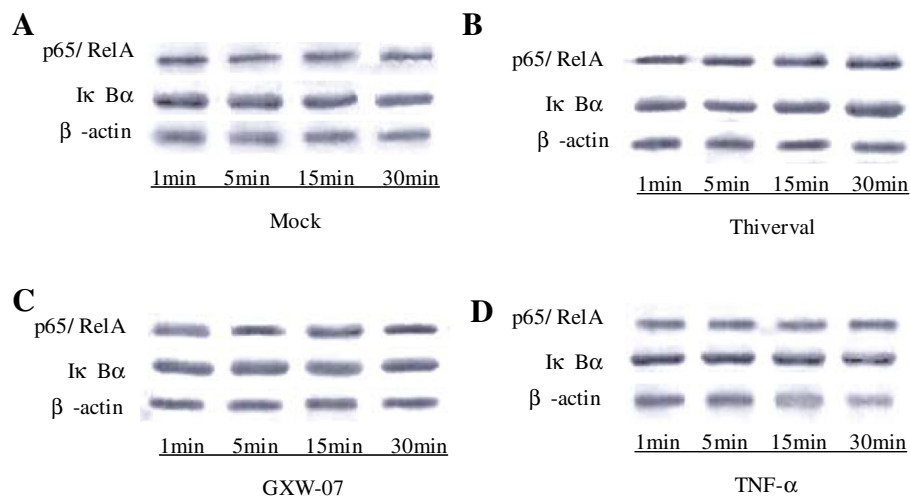 A
p65/ RelA
Iκ Bα
β -actin
1min 5min 15min 30min
Mock
B
p65/ RelA
Iκ Bα
β -actin
1min 5min 15min 30min
Thiverval
C
p65/ RelA
Iκ Bα
β -actin
1min 5min 15min 30min
GXW-07
D
p65/ RelA
Iκ Bα
β -actin
1min 5min 15min 30min
TNF-α